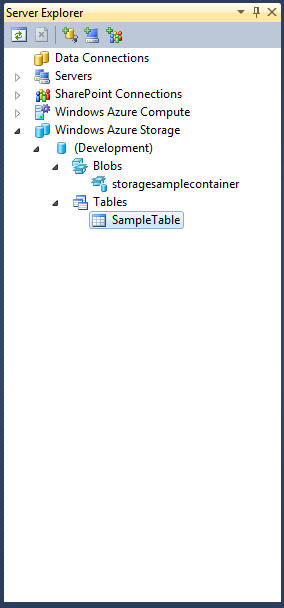 Server Explorer
Data Connections
Servers
SharePoint Connections
Windows Azure Compute
Windows Azure Storage
(Development)
Blobs
storagesamplecontainer
Tables
SampleTable